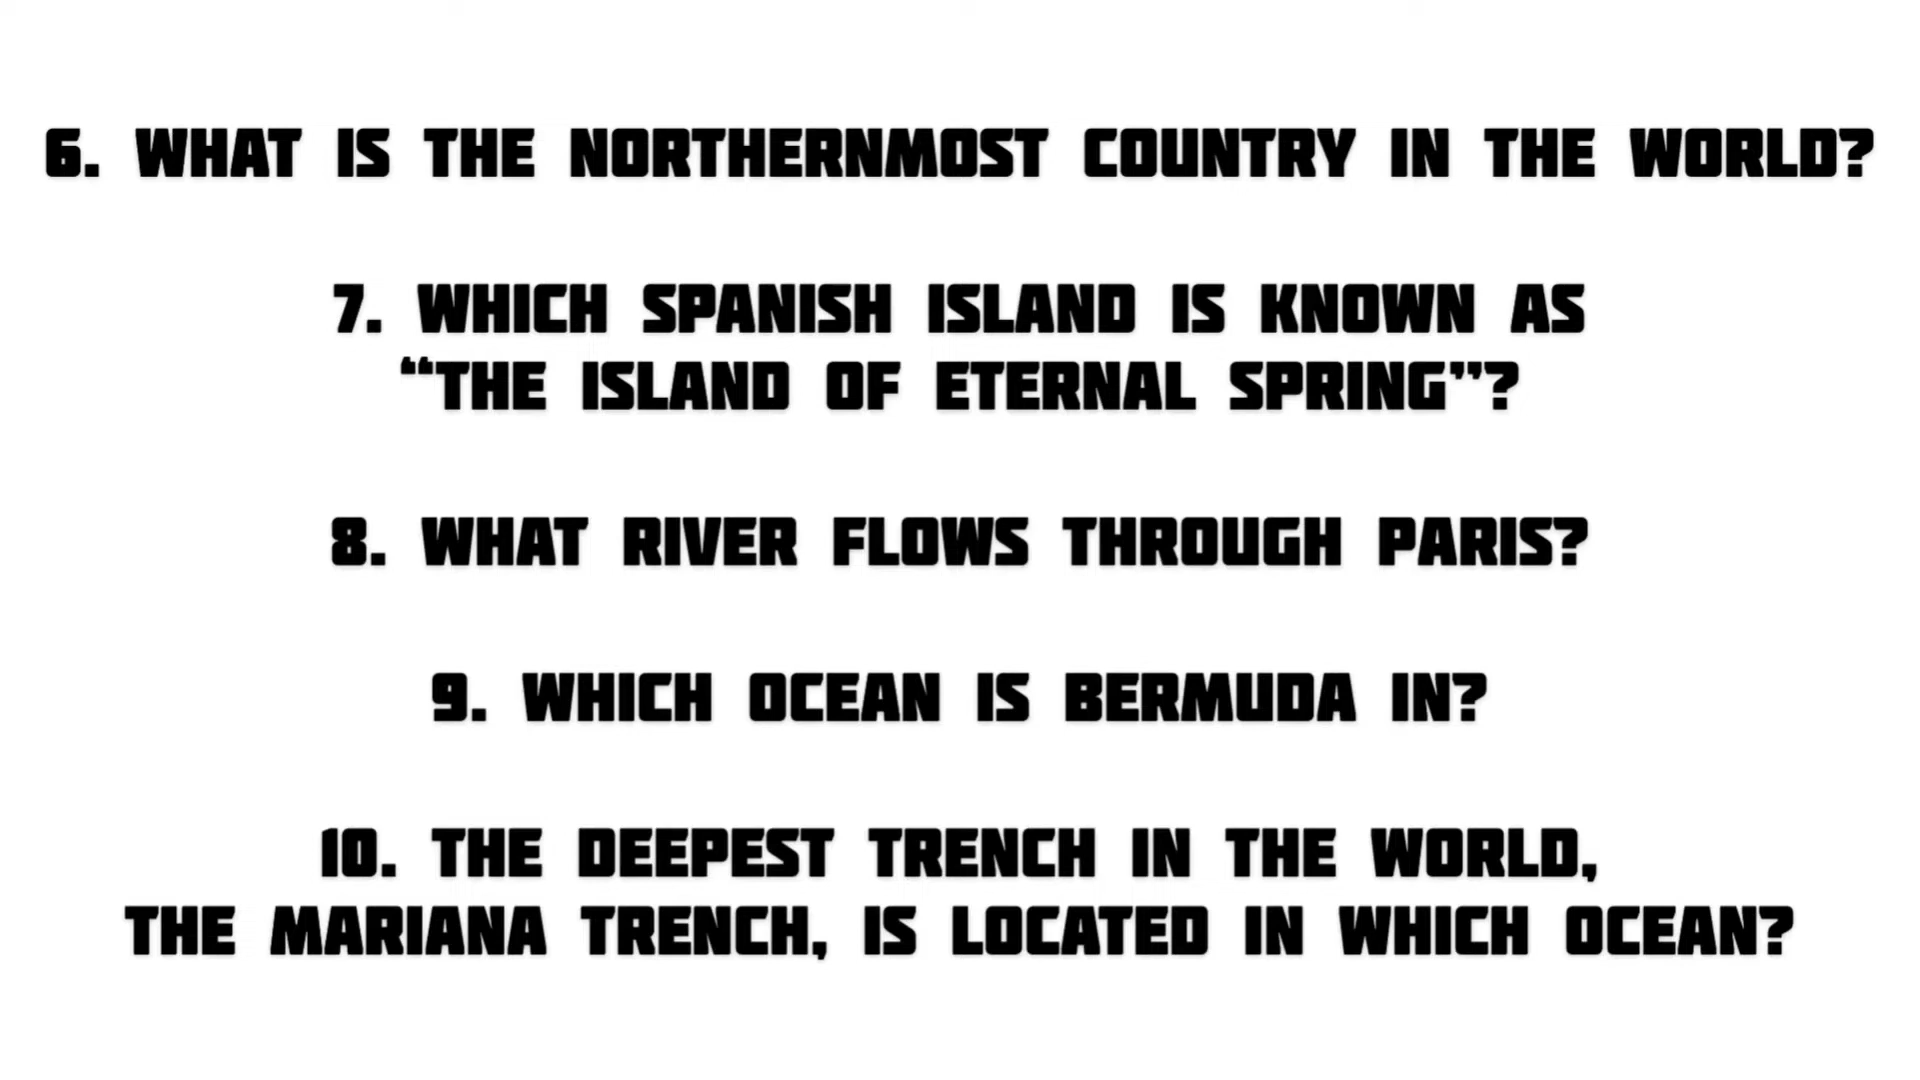 6. WHAT IS THE NORTHERNMOST COUNTRY IN THE WORLD?
7. WHICH SPANISH ISLAND IS KNOWN AS
“THE ISLAND OF ETERNAL SPRING”?
8. WHAT RIVER FLOWS THROUGH PARIS?
9. WHICH OCEAN IS BERMUDA IN?
10. THE DEEPEST TRENCH IN THE WORLD,
THE MARIANA TRENCH, IS LOCATED IN WHICH OCEAN?